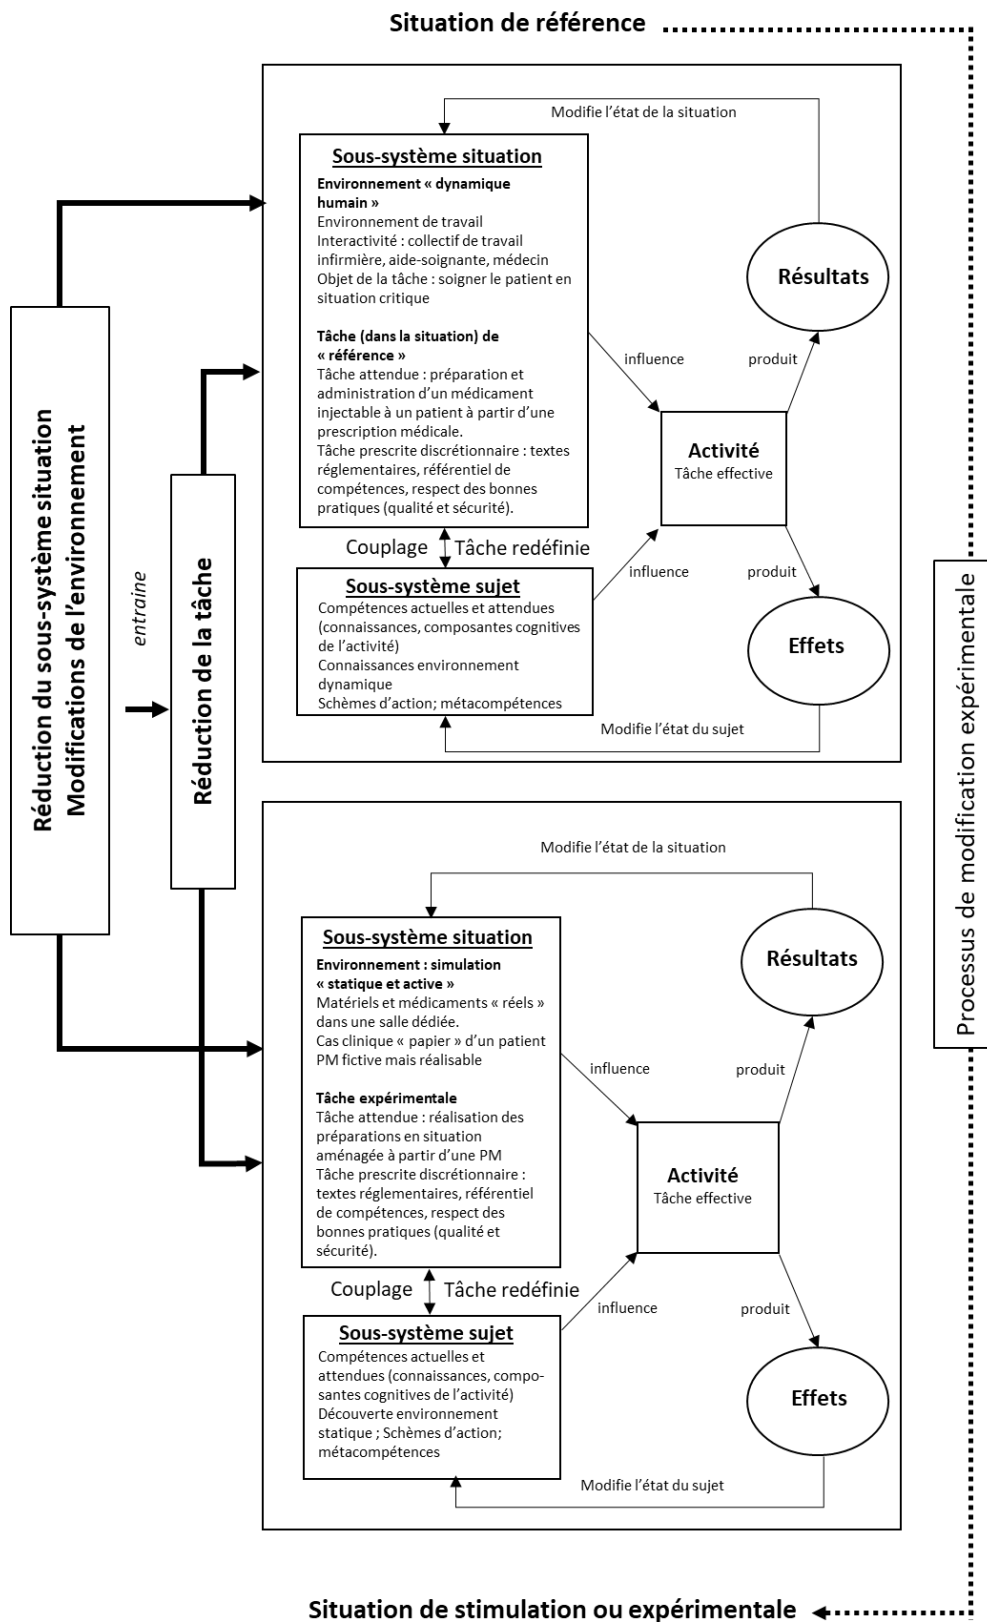 Situation de référence
Réduction du sous-système situation
Modifications de l'environnement
entraine
Réduction de la tâche
Modifie l'état de la situation
Sous-système situation
Environnement « dynamique
humain »
Environnement de travail
Interactivité : collectif de travail
infirmière, aide-soignante, médecin
Objet de la tâche : soigner le patient en
situation critique
Tâche (dans la situation) de
« référence »
Tâche attendue : préparation et
administration d'un médicament
injectable à un patient à partir d'une
prescription médicale.
Tâche prescrite discrétionnaire : textes
réglementaires, référentiel de
compétences, respect des bonnes
pratiques (qualité et sécurité).
Couplage
Tâche redéfinie
Sous-système sujet
Compétences actuelles et attendues
(connaissances, composantes cognitives
de l'activité)
Connaissances environnement
dynamique
Schèmes d'action; métacompétences
influence
influence
Activité
Tâche effective
produit
produit
Résultats
Effets
Modifie l'état du sujet
Processus de modification expérimentale
Modifie l'état de la situation
Sous-système situation
Environnement : simulation
« statique et active »
Matériels et médicaments « réels »
dans une salle dédiée.
Cas clinique « papier » d'un patient
PM fictive mais réalisable
Tâche expérimentale
Tâche attendue : réalisation des
préparations en situation
aménagée à partir d'une PM
Tâche prescrite discrétionnaire :
textes réglementaires, référentiel
de compétences, respect des
bonnes pratiques (qualité et
sécurité).
Couplage
Tâche redéfinie
Sous-système sujet
Compétences actuelles et
attendues (connaissances, compo-
santes cognitives de l'activité)
Découverte environnement
statique ; Schèmes d'action;
métacompétences
influence
influence
Activité
Tâche effective
produit
produit
Résultats
Effets
Modifie l'état du sujet
Situation de stimulation ou expérimentale